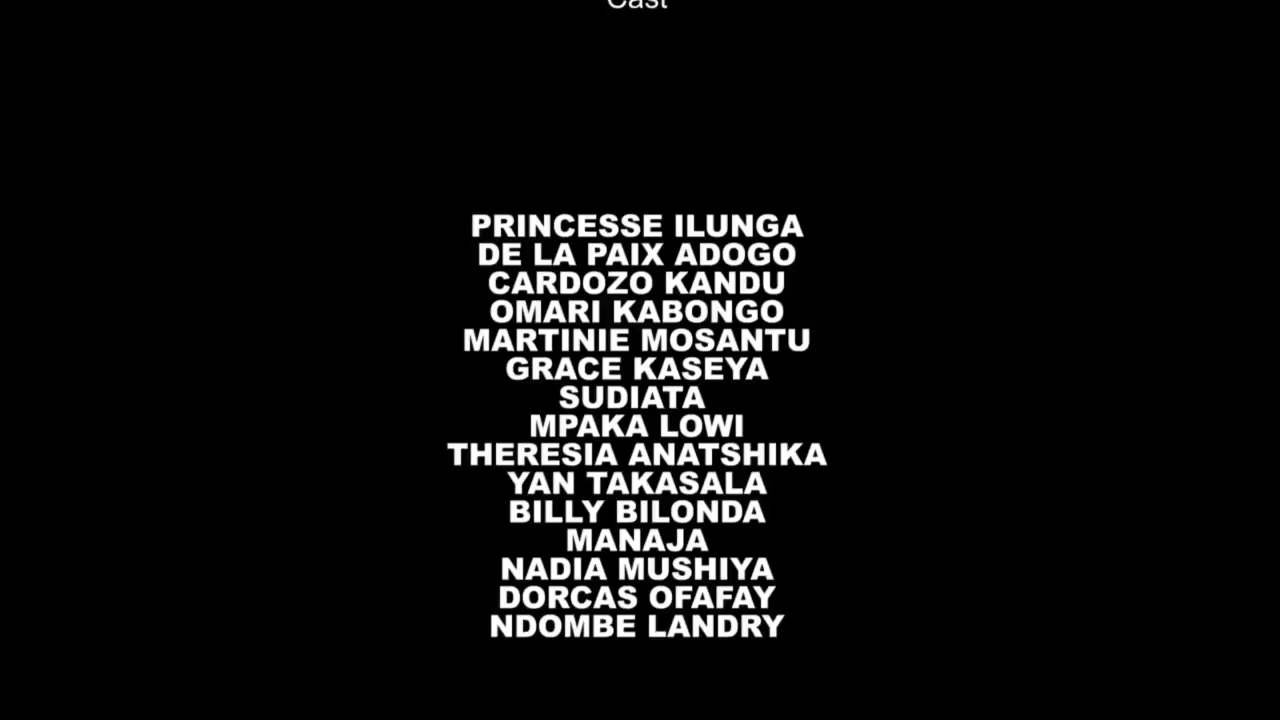 Cast
PRINCESSE ILUNGA
DE LA PAIX ADOGO
CARDOZO KANDU
OMARI KABONGO
MARTINIE MOSANTU
GRACE KASEYA
SUDIATA
MPAKA LOWI
THERESIA ANATSHIKA
YAN TAKASALA
BILLY BILONDA
MANAJA
NADIA MUSHIYA
DORCAS OFAFAY
NDOMBE LANDRY